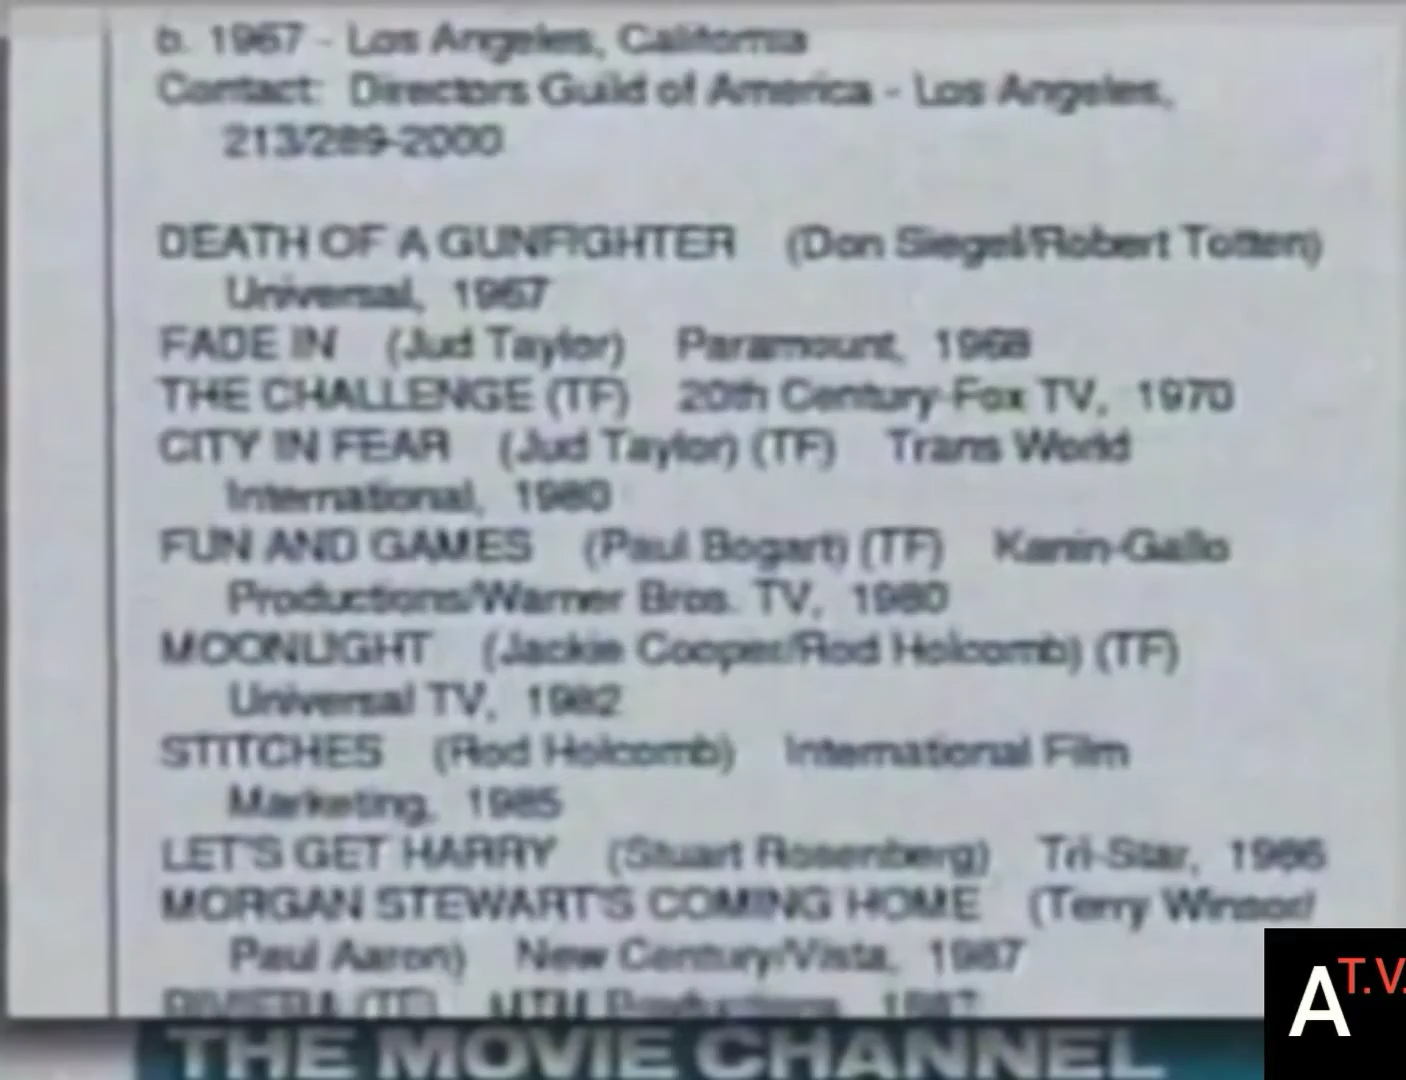 b. 1967 - Los Angeles, California
Contact: Directors Guild of America - Los Angeles,
213/289-2000
DEATH OF A GUNFIGHTER (Don Siegel/Robert Totten)
Universal, 1967
FADE IN (Jud Taylor) Paramount, 1968
THE CHALLENGE (TF) 20th Century-Fox TV, 1970
CITY IN FEAR (Jud Taylor) (TF) Trans World
International, 1980
FUN AND GAMES (Paul Bogart) (TF) Kanin-Gallo
Productions/Warner Bros. TV, 1980
MOONLIGHT (Jackie Cooper/Rod Holcomb) (TF)
Universal TV, 1982
STITCHES (Rod Holcomb) International Film
Marketing, 1985
LET'S GET HARRY (Stuart Rosenberg) Tri-Star, 1986
MORGAN STEWART'S COMING HOME (Terry Winsor/
Paul Aaron) New Century/Vista, 1987
RIVIERA (TF) MTM Productions, 1987
THE MOVIE CHANNEL
A T.V.